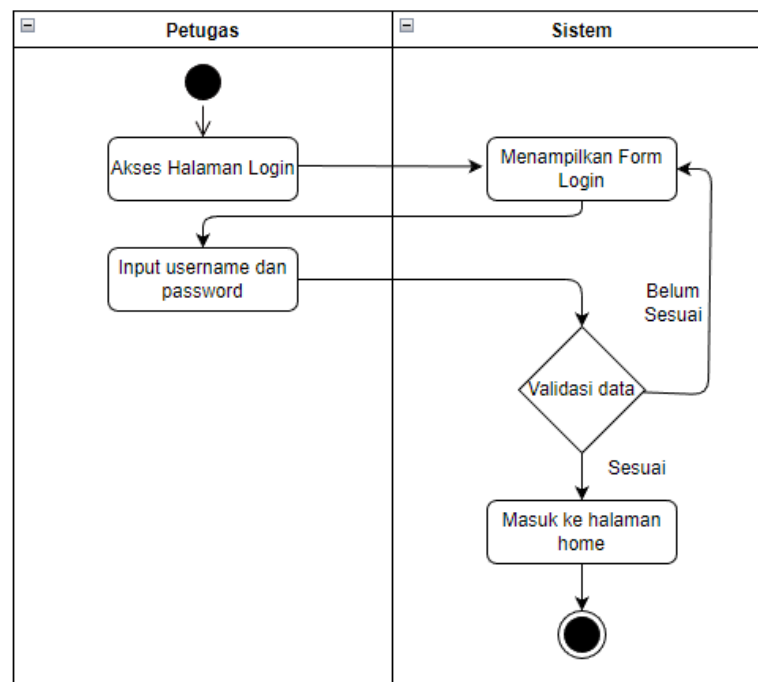 Petugas
Sistem
Akses Halaman Login
Menampilkan Form
Login
Input username dan
password
Belum
Sesuai
Validasi data
Sesuai
Masuk ke halaman
home